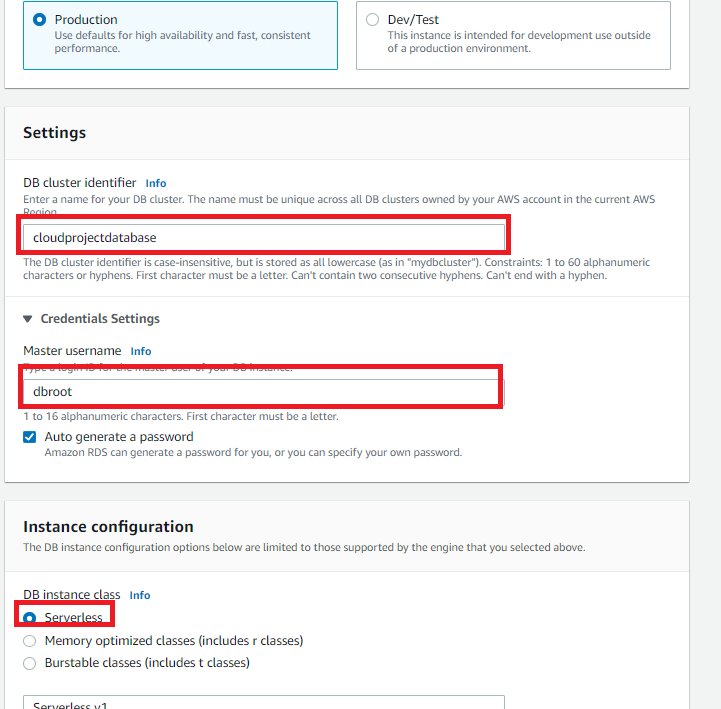 Production
Use defaults for high availability and fast, consistent
performance.
Dev/Test
This instance is intended for development use outside
of a production environment.
Settings
DB cluster identifier Info
Enter a name for your DB cluster. The name must be unique across all DB clusters owned by your AWS account in the current AWS
Region.
cloudprojectdatabase
The DB cluster identifier is case-insensitive, but is stored as all lowercase (as in "mydbcluster"). Constraints: 1 to 60 alphanumeric
characters or hyphens. First character must be a letter. Can't contain two consecutive hyphens. Can't end with a hyphen.
Credentials Settings
Master username Info
Type a login ID for the master user of your DB instance.
dbroot
1 to 16 alphanumeric characters. First character must be a letter.
Auto generate a password
Amazon RDS can generate a password for you, or you can specify your own password.
Instance configuration
The DB instance configuration options below are limited to those supported by the engine that you selected above.
DB instance class Info
Serverless
Memory optimized classes (includes r classes)
Burstable classes (includes t classes)
Serverless v1